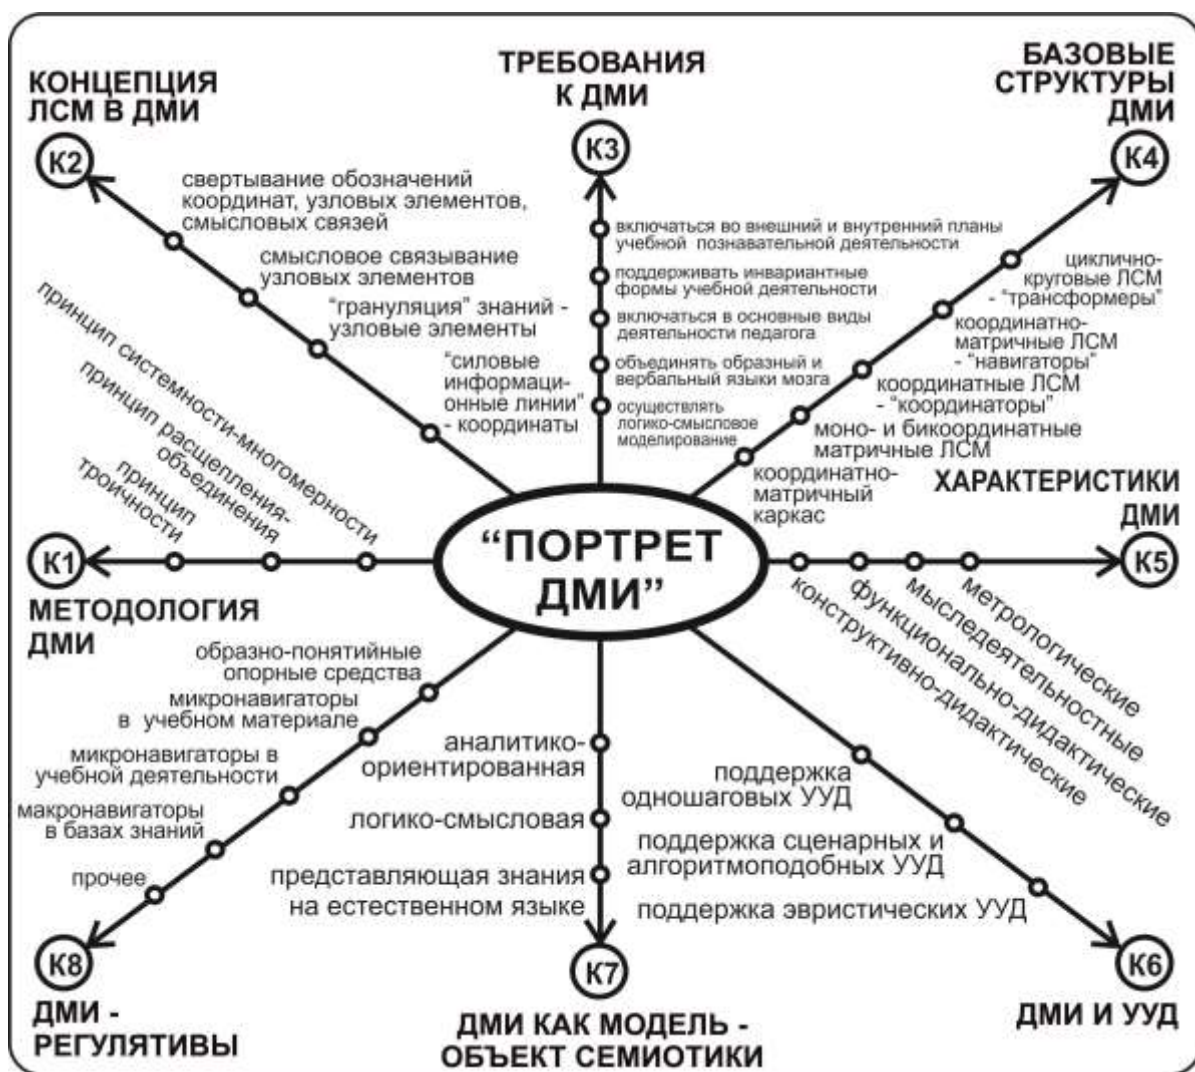 КОНЦЕПЦИЯ
ЛСМ В ДМИ
К2
свертывание обозначений
координат, узловых элементов,
смысловых связей
смысловое связывание
узловых элементов
“грануляция” знаний -
узловые элементы
“силовые
информаци-
онные линии”
- координаты
ТРЕБОВАНИЯ
К ДМИ
К3
включаться во внешний и внутренний планы
учебной познавательной деятельности
поддерживать инвариантные
формы учебной деятельности
включаться в основные виды
деятельности педагога
объединять образный и
вербальный языки мозга
осуществлять
логико-смысловое
моделирование
БАЗОВЫЕ
СТРУКТУРЫ
ДМИ
К4
циклично-
круговые ЛСМ
- “трансформеры”
координатно-
матричные ЛСМ
- “навигаторы”
координатные ЛСМ
- “координаторы”
моно- и бикоординатные
матричные ЛСМ
координатно-
матричный
каркас
принцип системности-многомерности
принцип расщепления-
объединения
принцип
троичности
К1
МЕТОДОЛОГИЯ
ДМИ
“ПОРТРЕТ
ДМИ”
ХАРАКТЕРИСТИКИ
ДМИ
К5
метрологические
мыследеятельностные
функционально-дидактические
конструктивно-дидактические
образно-понятийные
опорные средства
микронавигаторы
в учебном материале
микронавигаторы в
учебной деятельности
макронавигаторы
в базах знаний
прочее
К8
ДМИ -
РЕГУЛЯТИВЫ
аналитико-
ориентированная
логико-смысловая
представляющая знания
на естественном языке
К7
ДМИ КАК МОДЕЛЬ -
ОБЪЕКТ СЕМИОТИКИ
поддержка
одношаговых УУД
поддержка сценарных и
алгоритмоподобных УУД
поддержка эвристических УУД
К6
ДМИ И УУД